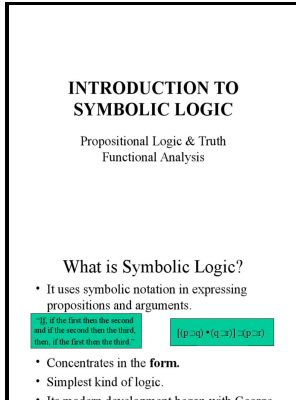 INTRODUCTION TO
SYMBOLIC LOGIC
Propositional Logic & Truth
Functional Analysis
What is Symbolic Logic?
• It uses symbolic notation in expressing
propositions and arguments.
“If, if the first then the second
and if the second then the third,
then, if the first then the third.”
[(p⊃q)•(q⊃r)]⊃(p⊃r)
• Concentrates in the form.
• Simplest kind of logic.
• Its modern development began with George